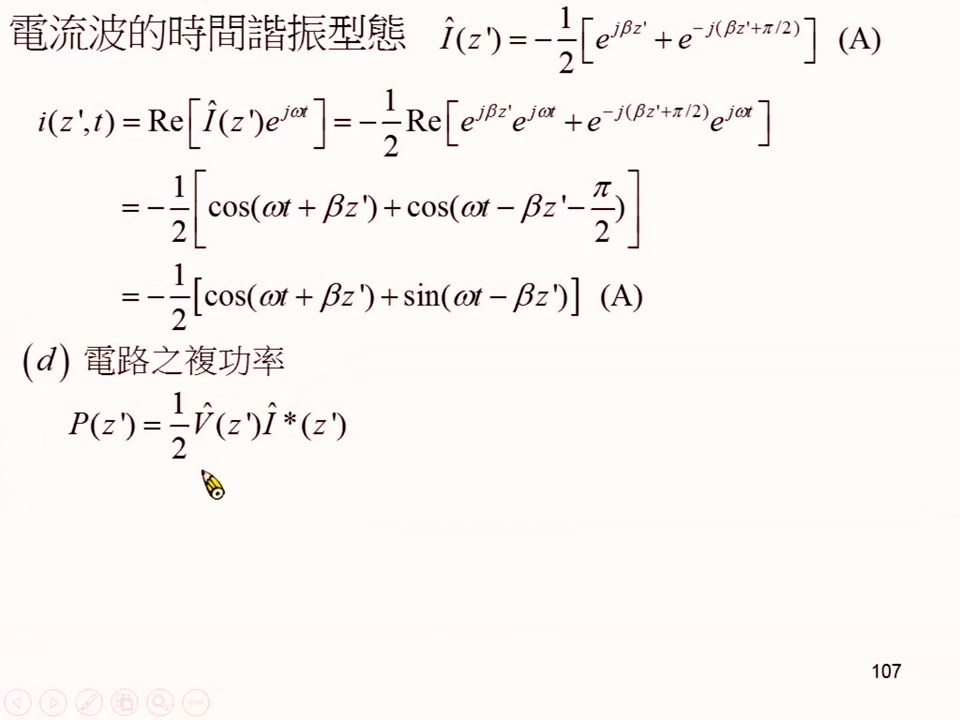 電流波的時間諧振型態 Î(z') = −1/2[e^{jβz'} + e^{−j(βz'+π/2)}] (A)
i(z',t) = Re[Î(z')e^{jωt}] = −1/2 Re[e^{jβz'}e^{jωt} + e^{−j(βz'+π/2)}e^{jωt}]
= −1/2[cos(ωt + βz') + cos(ωt − βz' − π/2)]
= −1/2[cos(ωt + βz') + sin(ωt − βz')] (A)
(d) 電路之複功率
P(z') = 1/2 V̂(z')Î*(z')
107